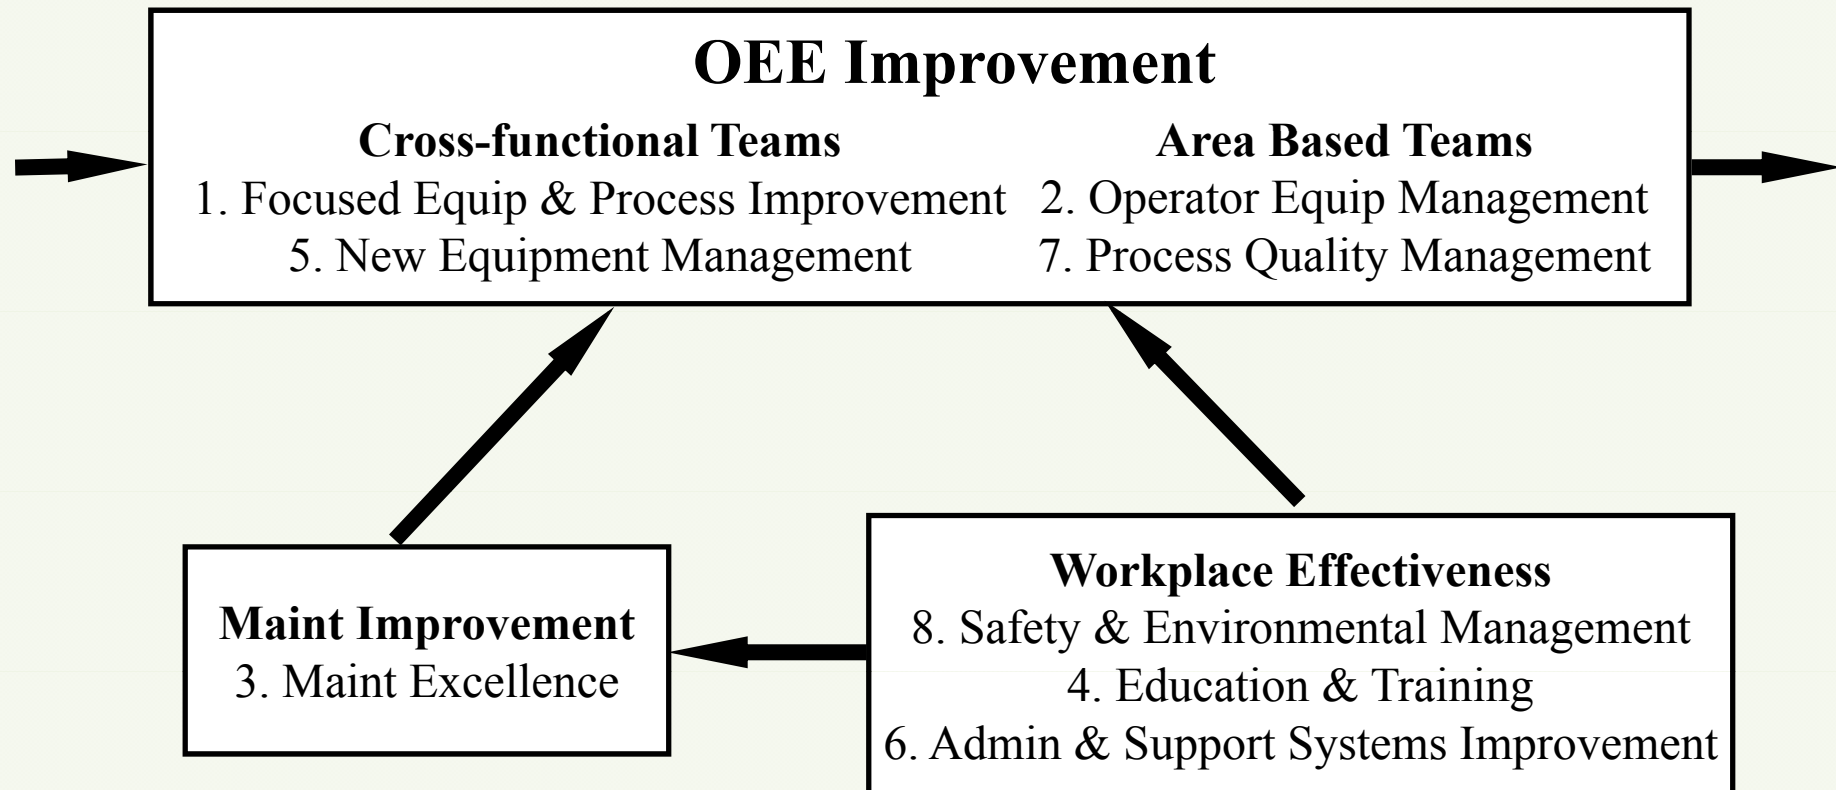 OEE Improvement
Cross-functional Teams
1. Focused Equip & Process Improvement
5. New Equipment Management
Area Based Teams
2. Operator Equip Management
7. Process Quality Management
Maint Improvement
3. Maint Excellence
Workplace Effectiveness
8. Safety & Environmental Management
4. Education & Training
6. Admin & Support Systems Improvement